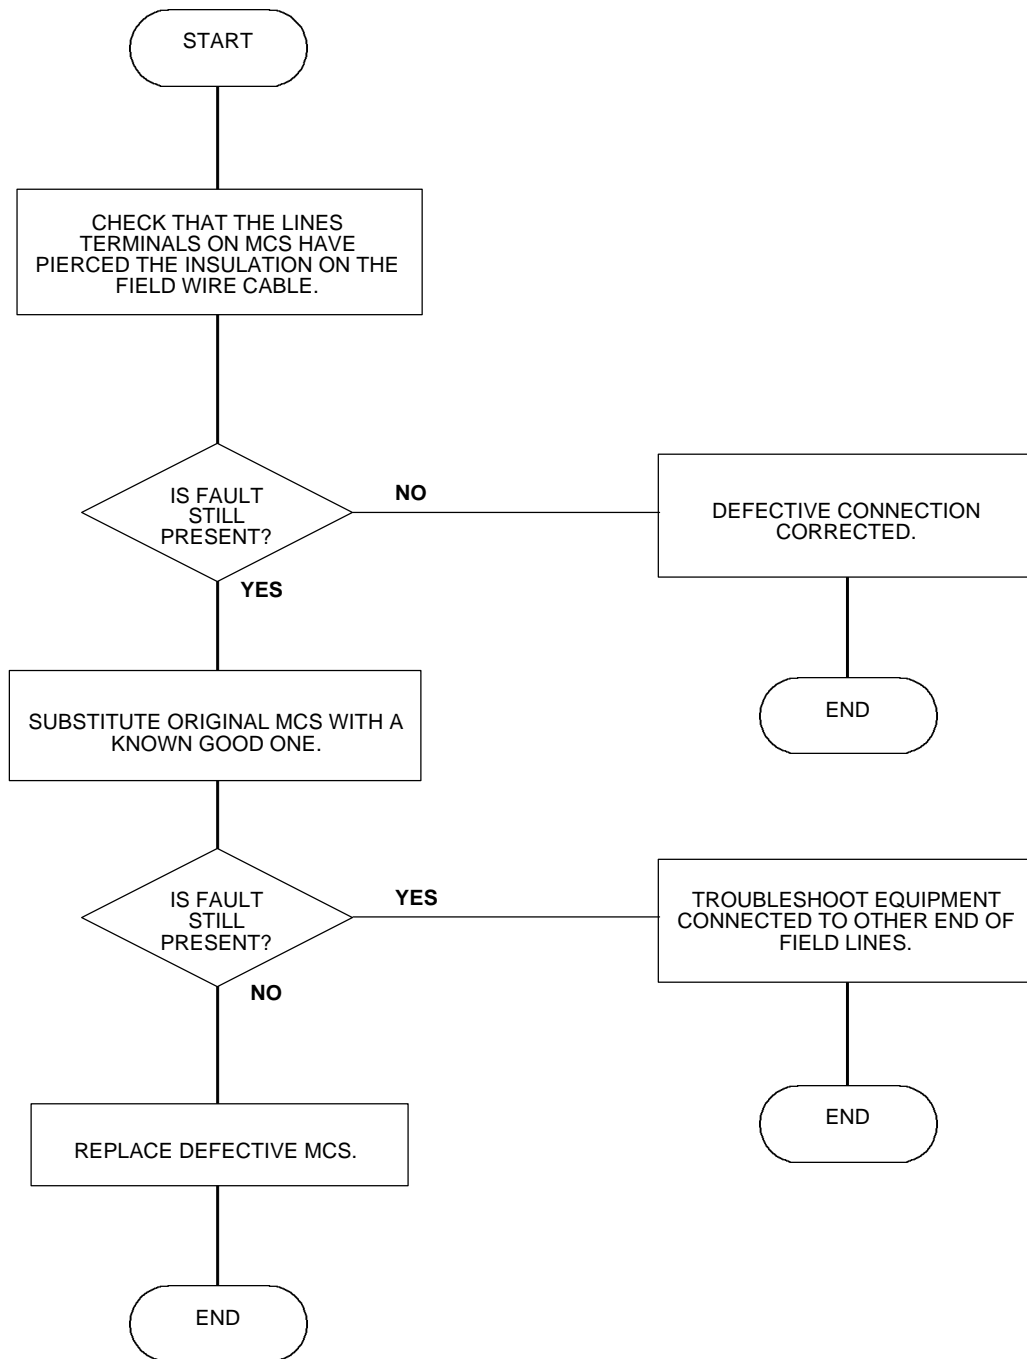 START
CHECK THAT THE LINES
TERMINALS ON MCS HAVE
PIERCED THE INSULATION ON THE
FIELD WIRE CABLE.
IS FAULT
STILL
PRESENT?
NO
DEFECTIVE CONNECTION
CORRECTED.
END
YES
SUBSTITUTE ORIGINAL MCS WITH A
KNOWN GOOD ONE.
IS FAULT
STILL
PRESENT?
YES
TROUBLESHOOT EQUIPMENT
CONNECTED TO OTHER END OF
FIELD LINES.
END
NO
REPLACE DEFECTIVE MCS.
END